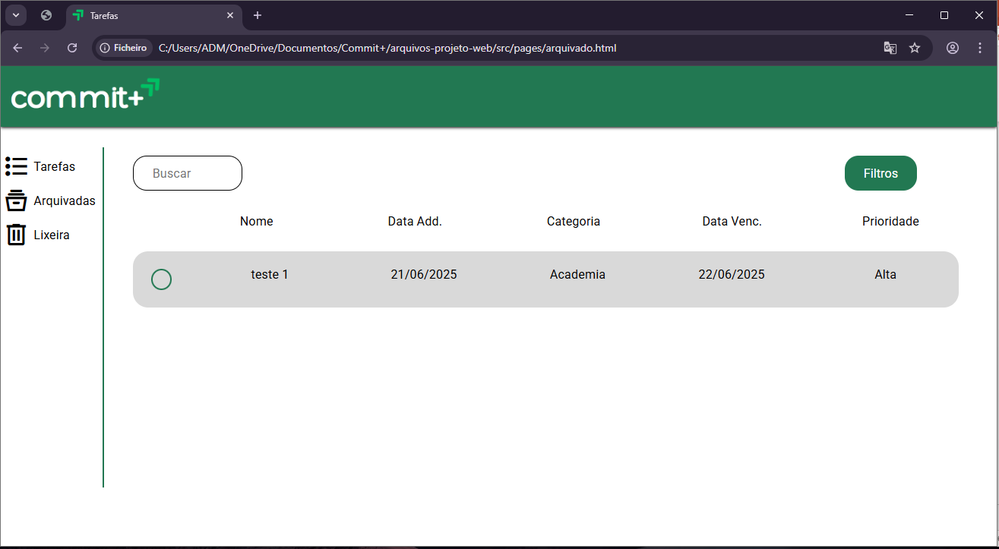 Tarefas
Ficheiro C:/Users/ADM/OneDrive/Documentos/Commit+/arquivos-projeto-web/src/pages/arquivado.html
commit+
Tarefas
Arquivadas
Lixeira
Buscar Filtros
Nome Data Add. Categoria Data Venc. Prioridade
teste 1 21/06/2025 Academia 22/06/2025 Alta